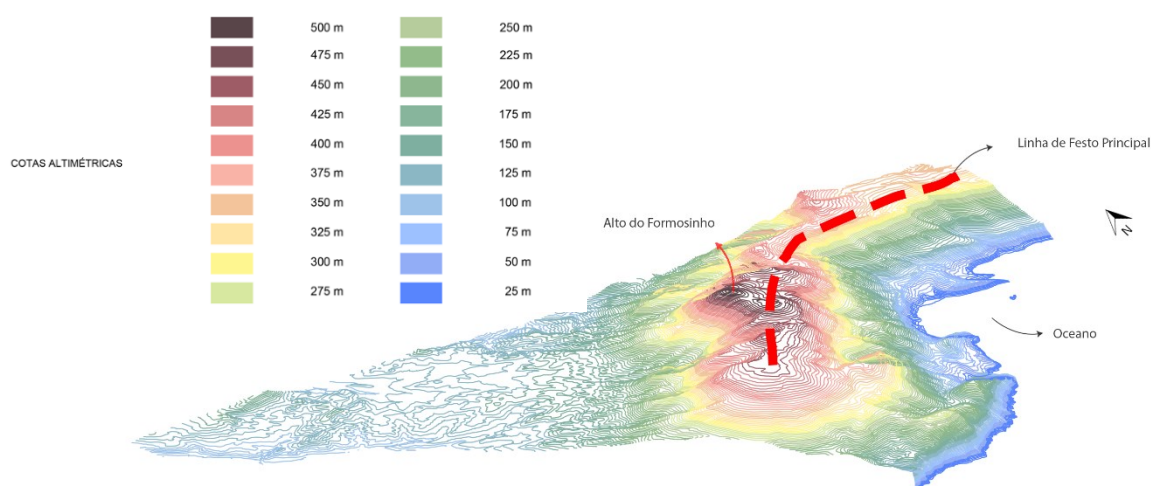 500 m 250 m
475 m 225 m
450 m 200 m
425 m 175 m
400 m 150 m
375 m 125 m
350 m 100 m
325 m 75 m
300 m 50 m
275 m 25 m
COTAS ALTIMÉTRICAS
Linha de Festo Principal
Alto do Formosinho
N
Oceano